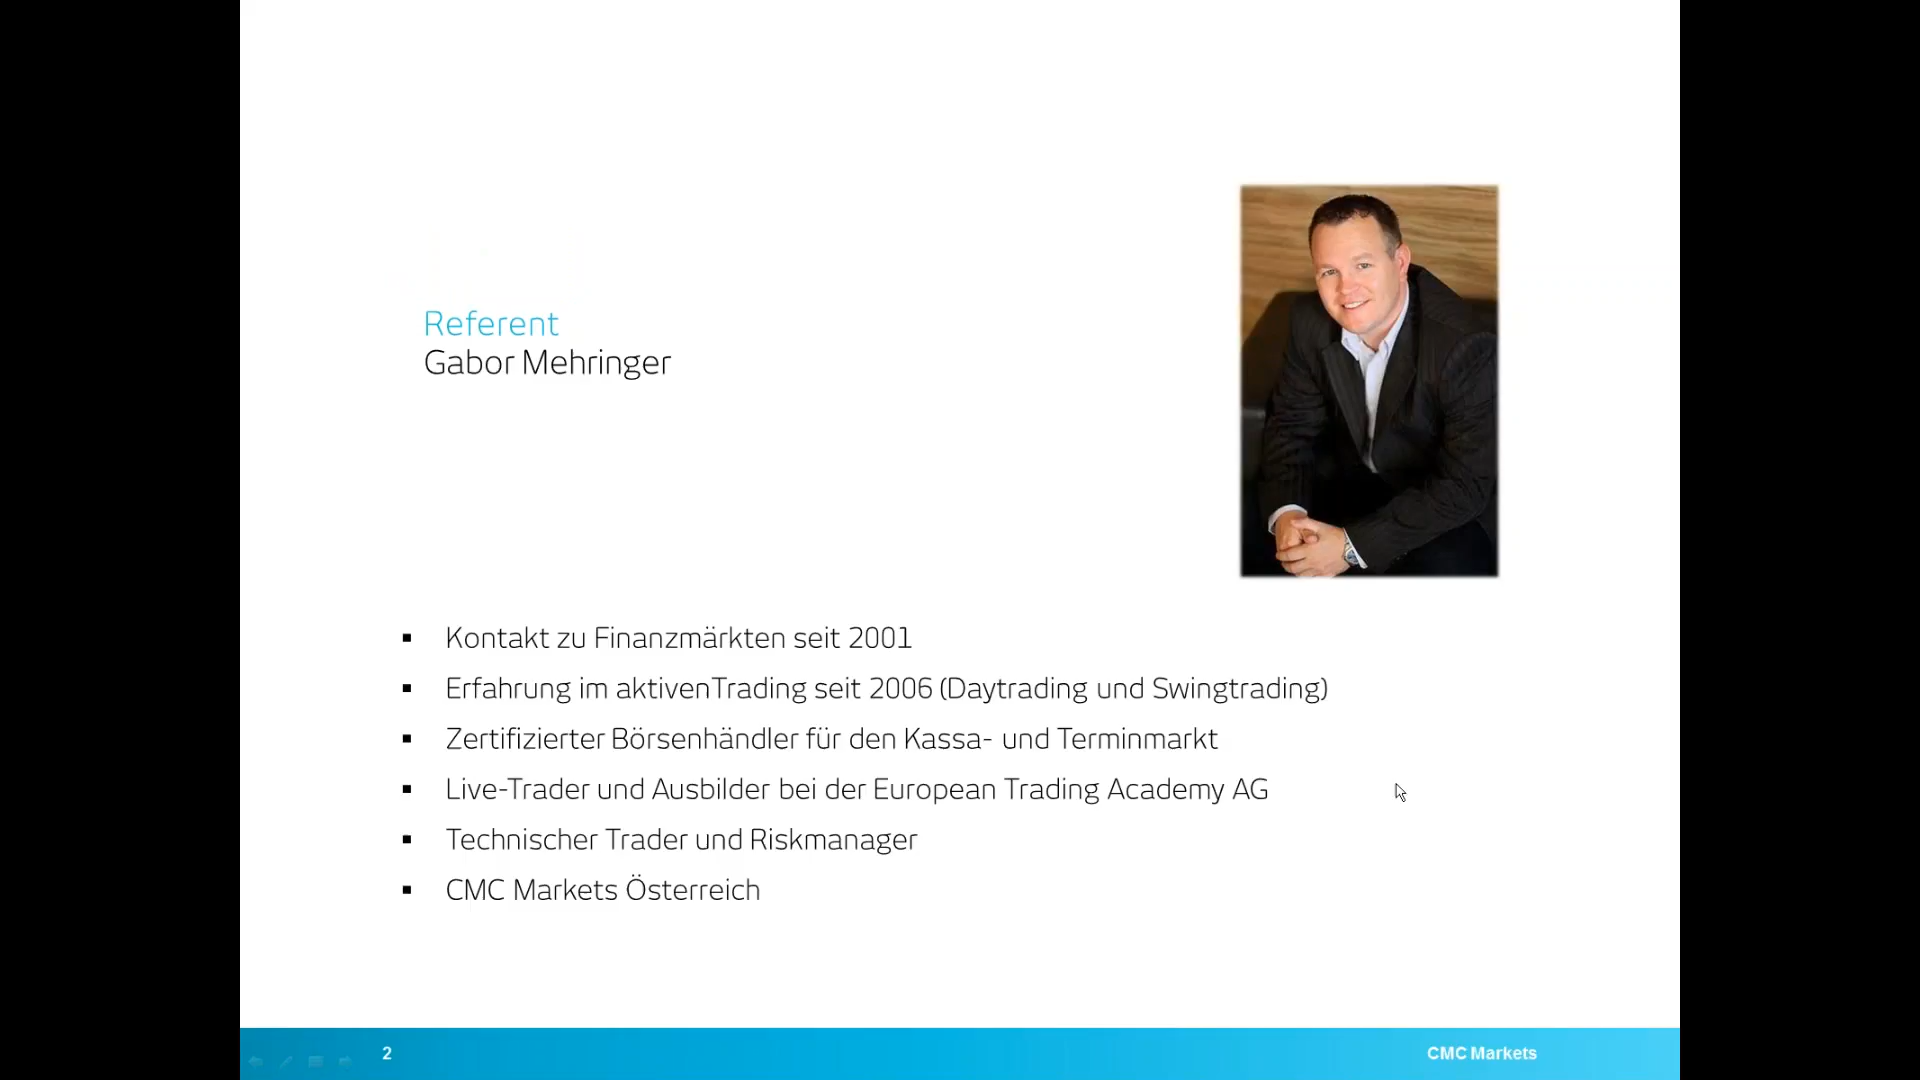 Referent
Gabor Mehringer
▪ Kontakt zu Finanzmärkten seit 2001
▪ Erfahrung im aktivenTrading seit 2006 (Daytrading und Swingtrading)
▪ Zertifizierter Börsenhändler für den Kassa- und Terminmarkt
▪ Live-Trader und Ausbilder bei der European Trading Academy AG
▪ Technischer Trader und Riskmanager
▪ CMC Markets Österreich
2
CMC Markets